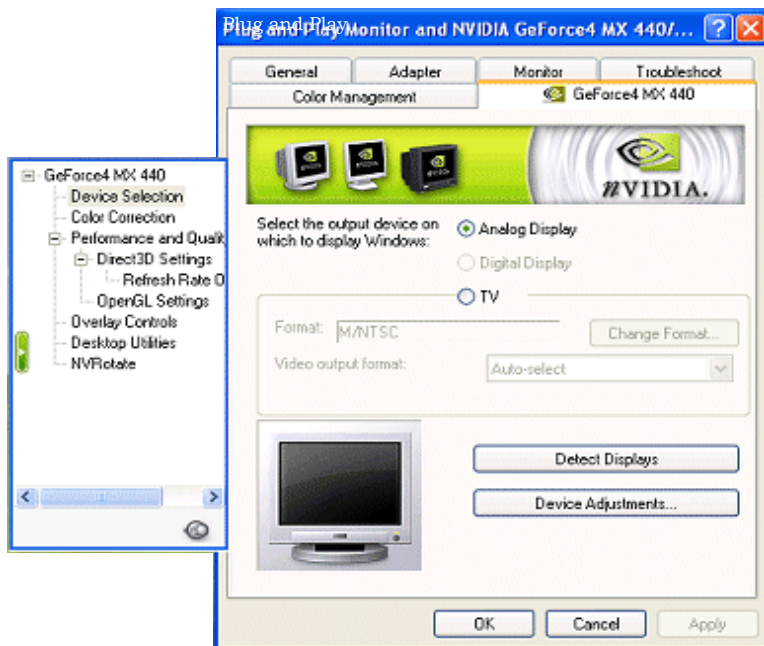 Plug and Play
Plug and Play Monitor and NVIDIA GeForce4 MX 440/...
General Adapter Monitor Troubleshoot
Color Management GeForce4 MX 440
NVIDIA.
GeForce4 MX 440
Device Selection
Color Correction
Performance and Qualit
Direct3D Settings
Refresh Rate O
OpenGL Settings
Overlay Controls
Desktop Utilities
NVRotate
Select the output device on
which to display Windows:
Analog Display
Digital Display
TV
Format: M/NTSC Change Format...
Video output format: Auto-select
Detect Displays
Device Adjustments...
OK Cancel Apply